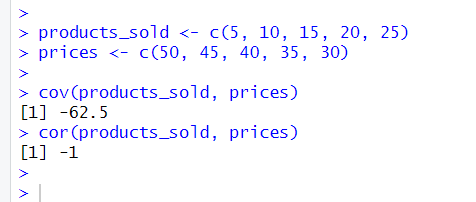 >
> products_sold <- c(5, 10, 15, 20, 25)
> prices <- c(50, 45, 40, 35, 30)
>
> cov(products_sold, prices)
[1] -62.5
> cor(products_sold, prices)
[1] -1
>
>